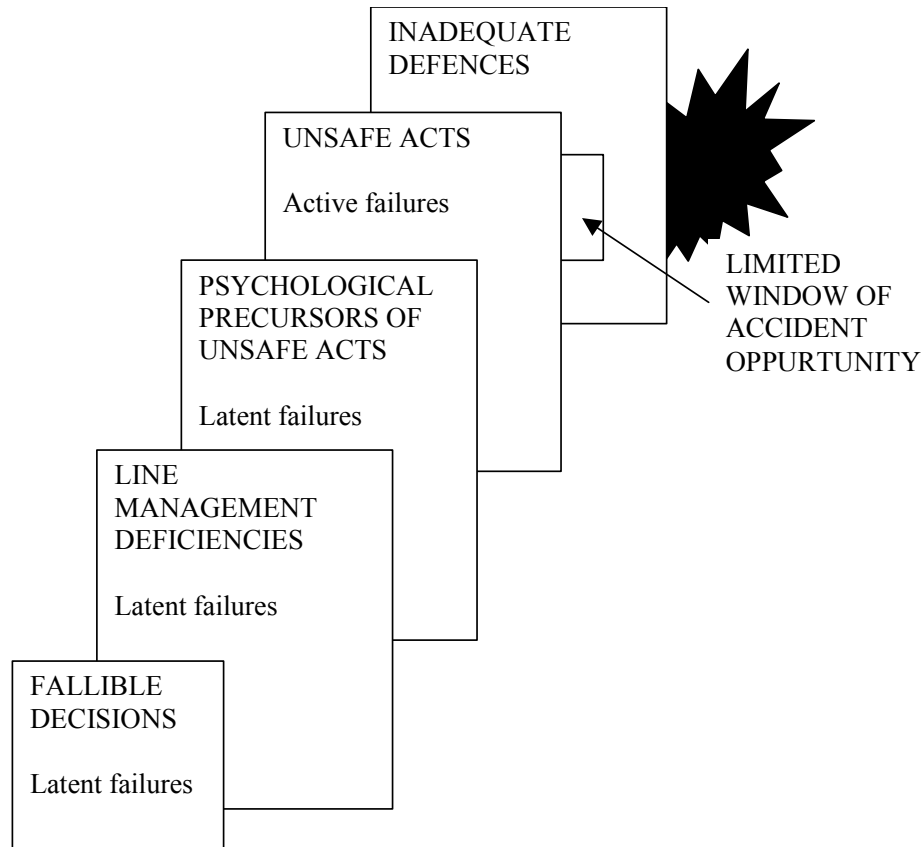 INADEQUATE
DEFENCES
UNSAFE ACTS
Active failures
PSYCHOLOGICAL
PRECURSORS OF
UNSAFE ACTS
Latent failures
LIMITED
WINDOW OF
ACCIDENT
OPPURTUNITY
LINE
MANAGEMENT
DEFICIENCIES
Latent failures
FALLIBLE
DECISIONS
Latent failures